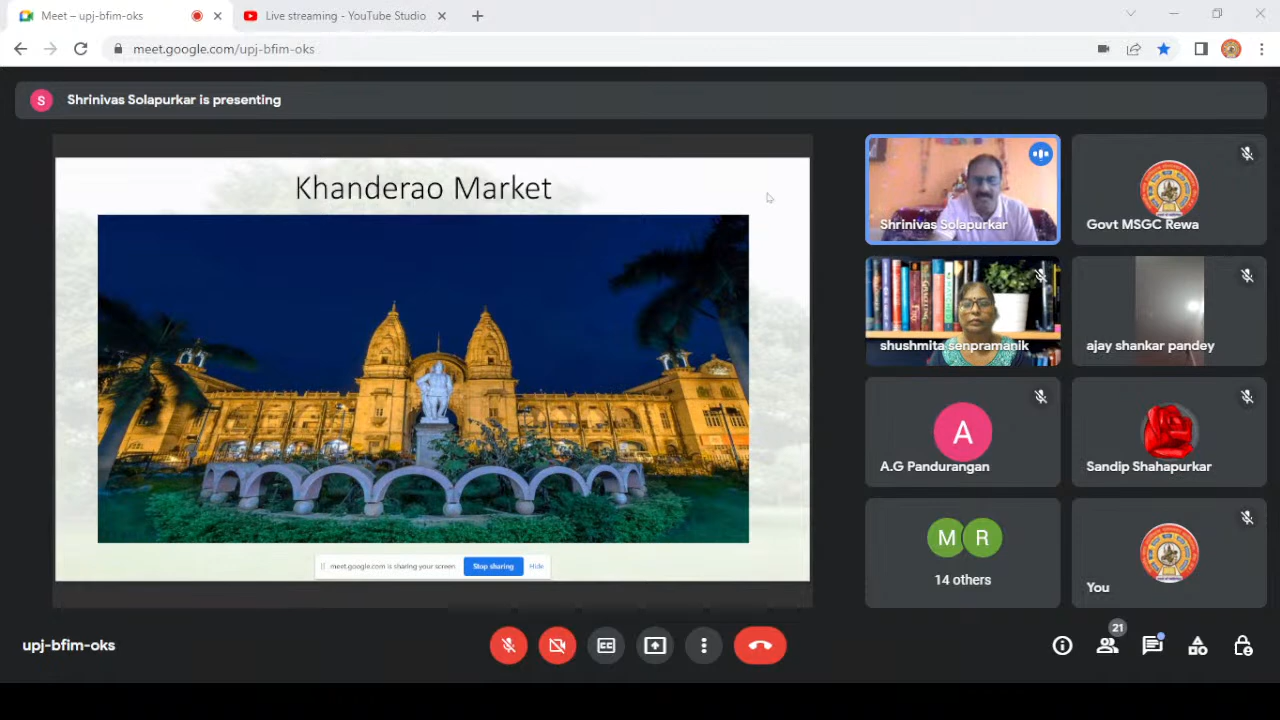 Meet – upj-bfim-oks
Live streaming - YouTube Studio
meet.google.com/upj-bfim-oks
S
Shrinivas Solapurkar is presenting
Khanderao Market
meet.google.com is sharing your screen
Stop sharing
Hide
Shrinivas Solapurkar
Govt MSGC Rewa
shushmita senpramanik
ajay shankar pandey
A
A.G Pandurangan
Sandip Shahapurkar
M R
14 others
You
upj-bfim-oks
CC
21